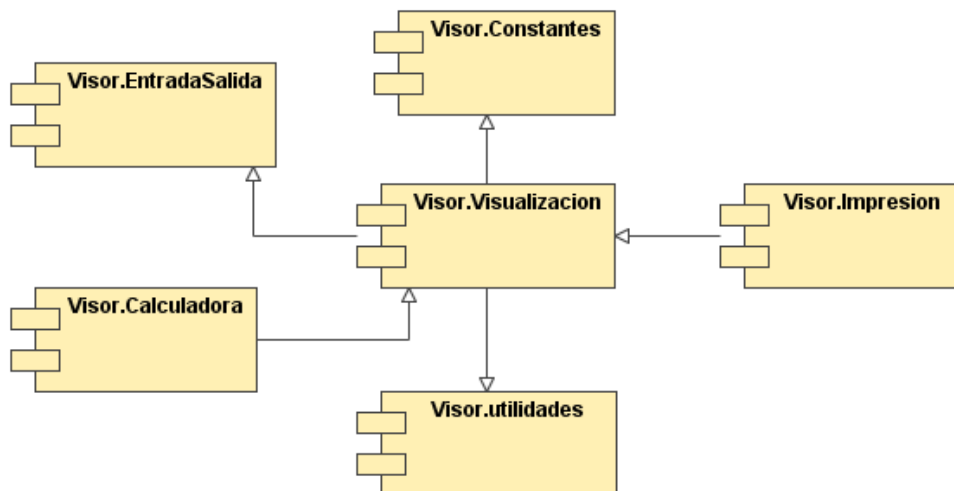 Visor.Constantes
Visor.EntradaSalida
Visor.Visualizacion
Visor.Impresion
Visor.Calculadora
Visor.utilidades